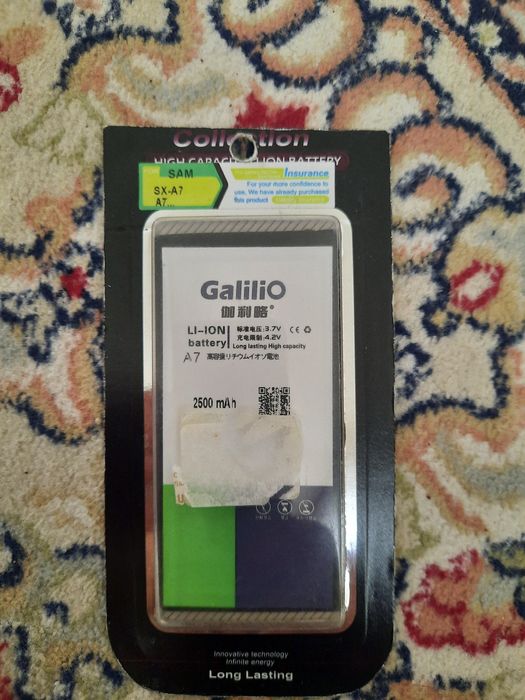 Collection
HIGH CAPACITY LI-ION BATTERY
SAM
SX-A7
A7...
Insurance
For your more confidence to
use, We have already purchased
this product
GaliliO
伽利略®
LI-ION
battery
标准电压:3.7V
充电限制:4.2V
Long lasting High capacity
A7 高容量リチウムイオン電池
2500 mAh
Innovative technology
Infinite energy
Long Lasting